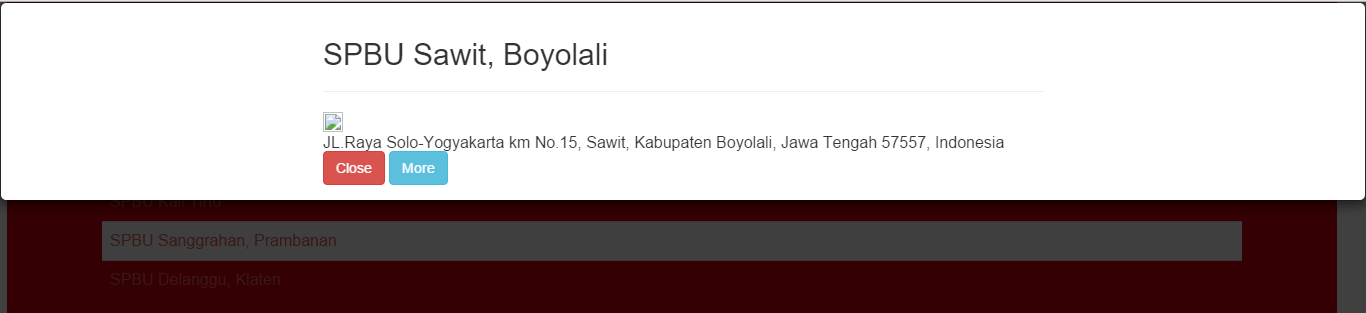 SPBU Sawit, Boyolali
JL.Raya Solo-Yogyakarta km No.15, Sawit, Kabupaten Boyolali, Jawa Tengah 57557, Indonesia
Close More
SPBU Kali Tirto
SPBU Sanggrahan, Prambanan
SPBU Delanggu, Klaten